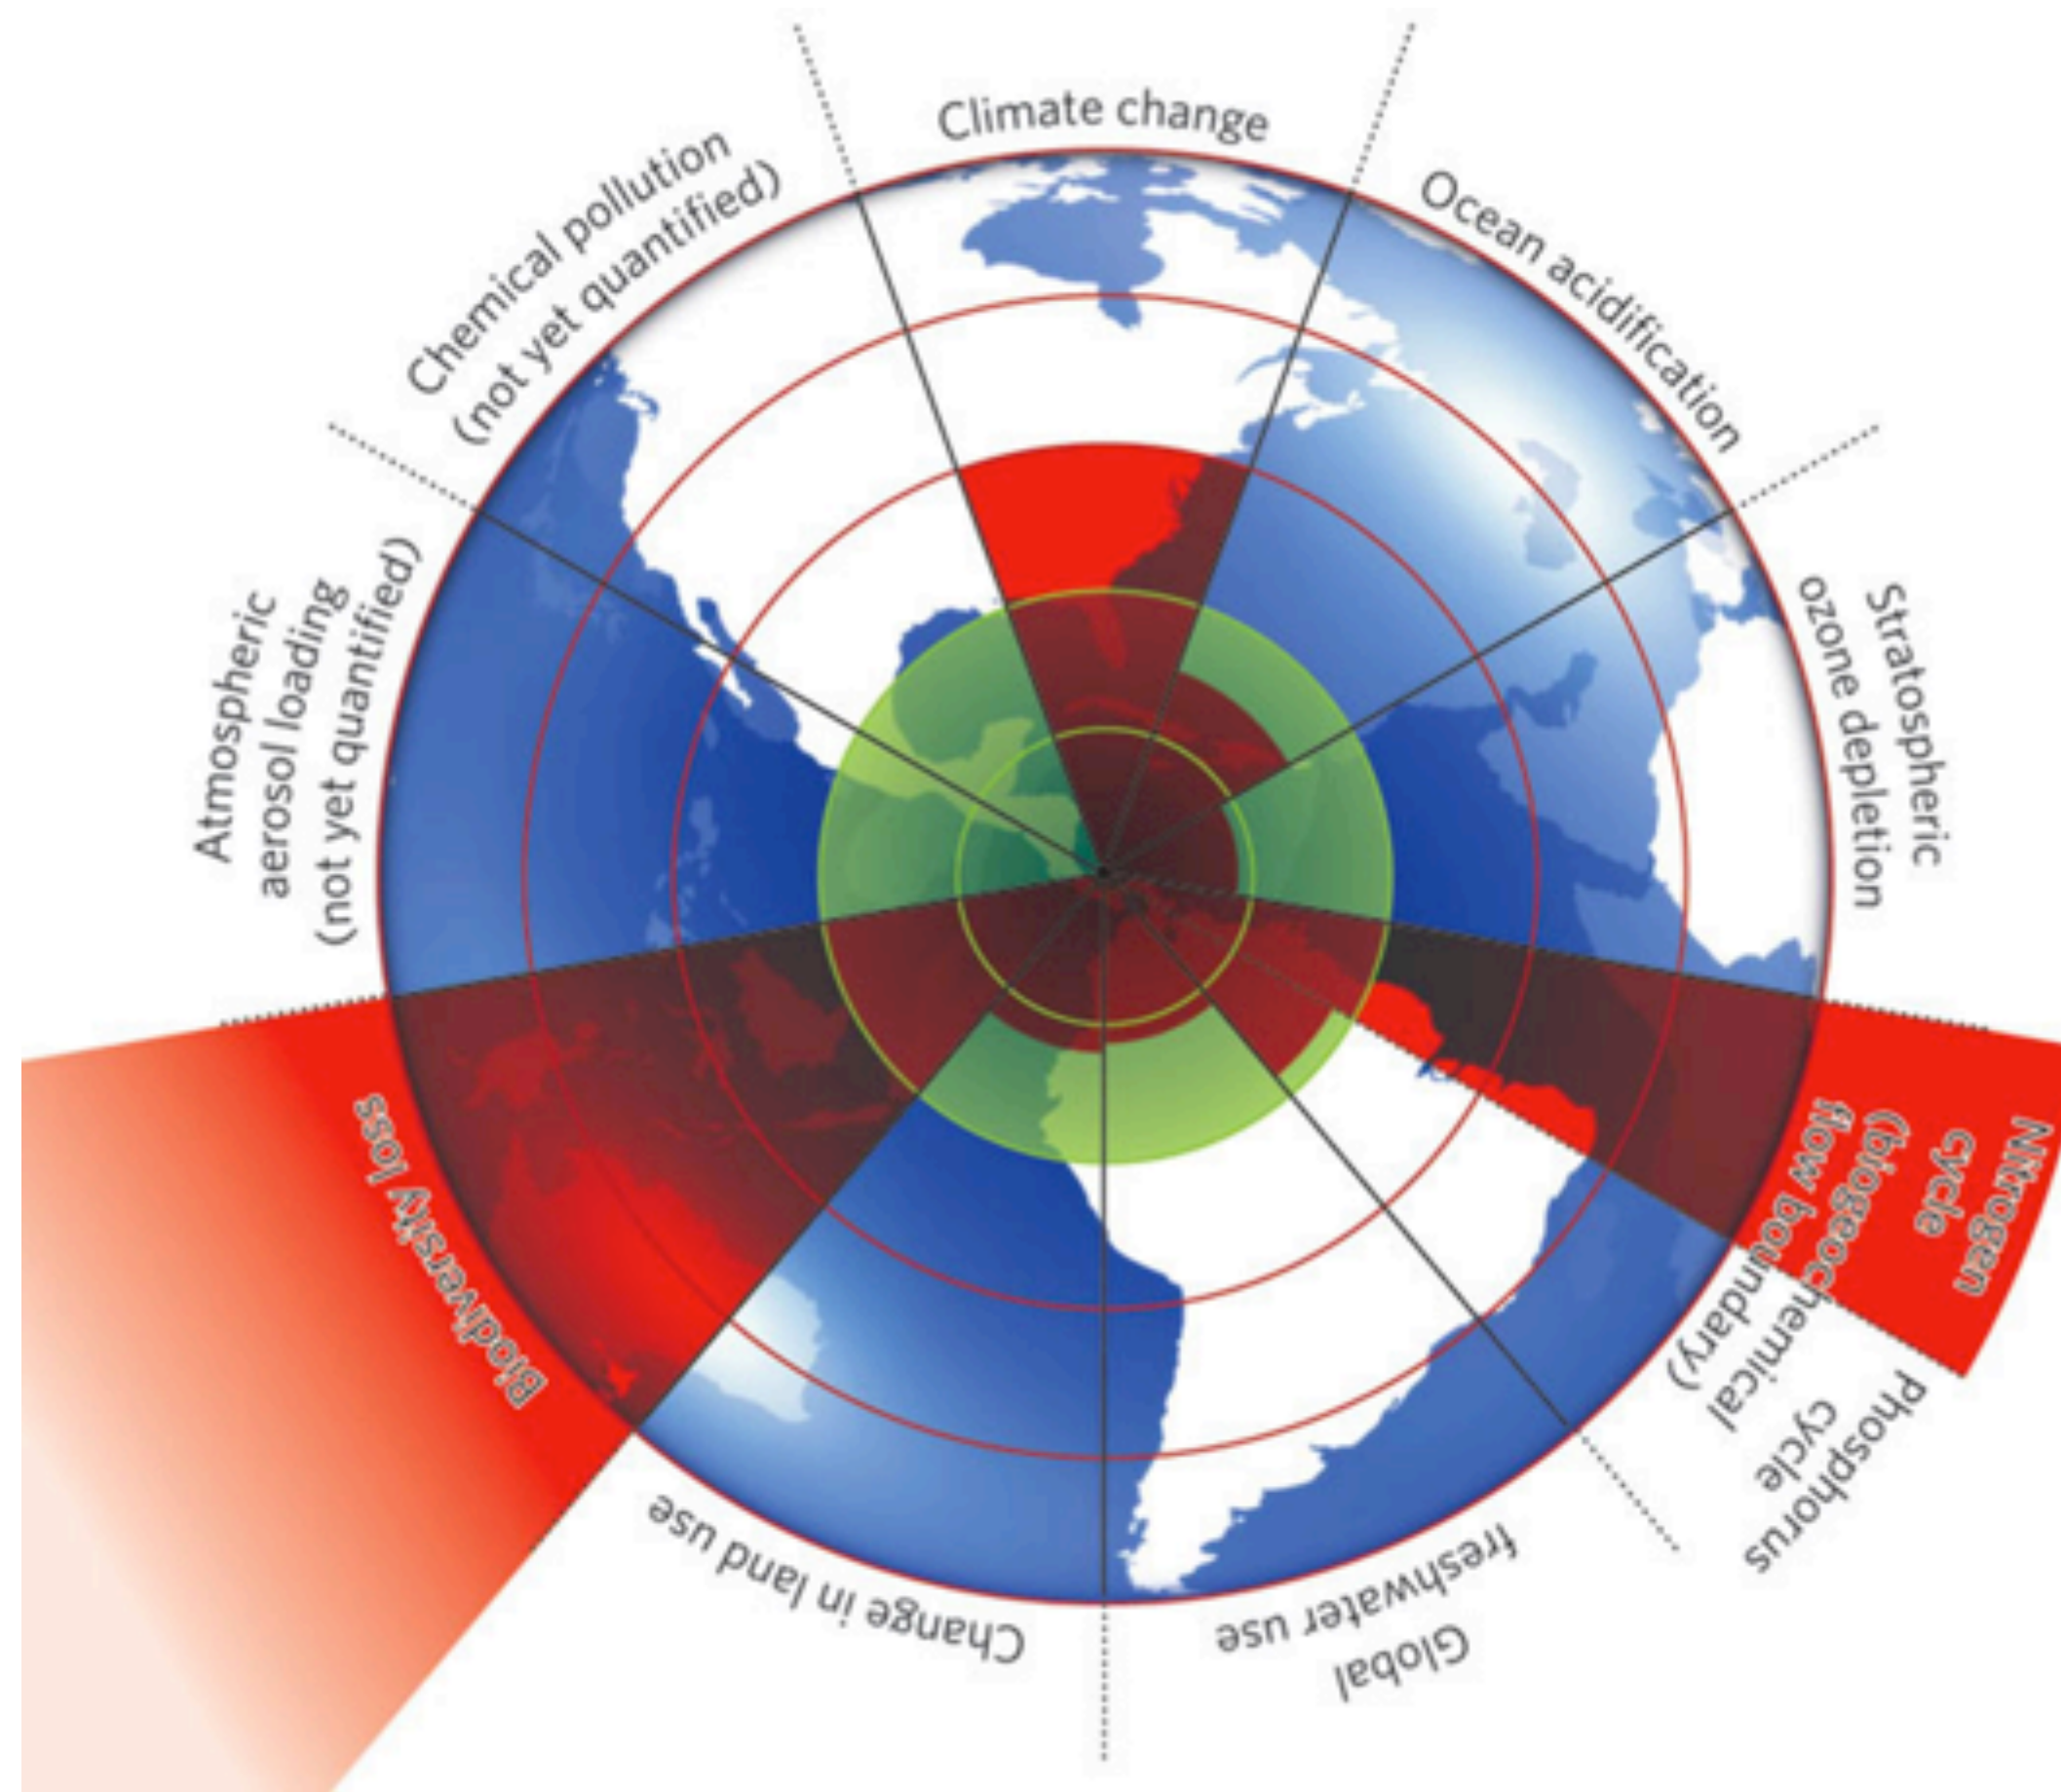 Climate change
Ocean acidification
Stratospheric
ozone depletion
Nitrogen
cycle
(biogeochemical
flow boundary)
Phosphorus
cycle
Global
freshwater use
Change in land use
Biodiversity loss
Atmospheric
aerosol loading
(not yet quantified)
Chemical pollution
(not yet quantified)